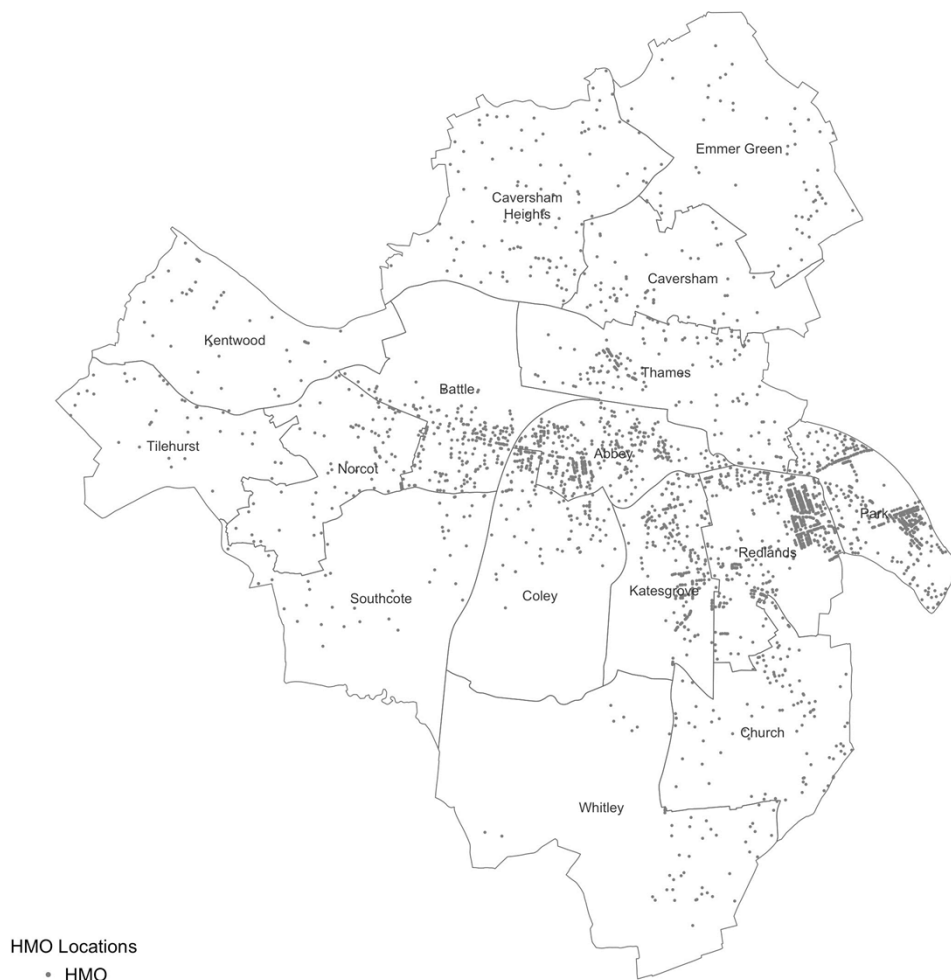 Emmer Green
Caversham
Heights
Caversham
Kentwood
Thames
Battle
Tilehurst
Abbey
Norcot
Park
Redlands
Southcote
Coley
Katesgrove
Church
Whitley
HMO Locations
HMO